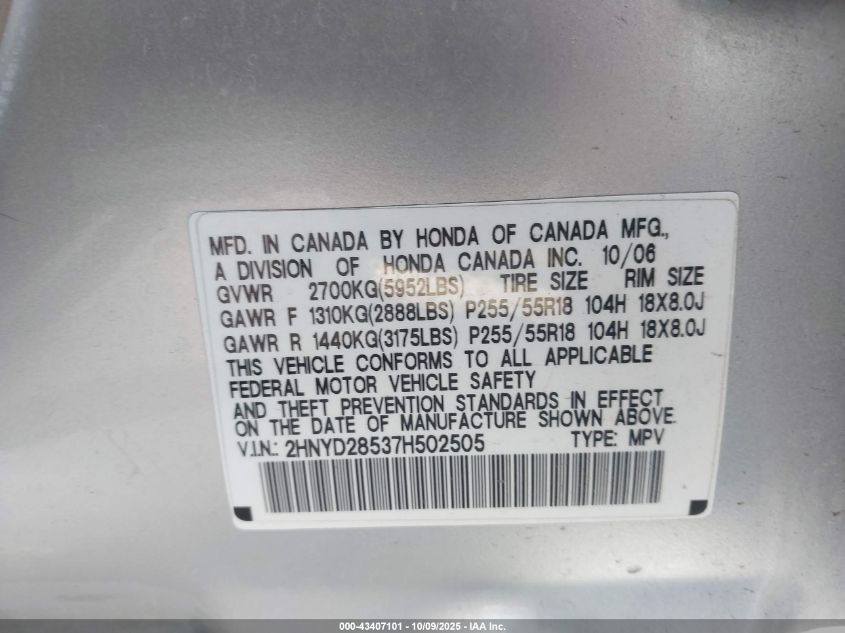 MFD. IN CANADA BY HONDA OF CANADA MFG.,
A DIVISION OF HONDA CANADA INC. 10/06
GVWR 2700KG(5952LBS) TIRE SIZE RIM SIZE
GAWR F 1310KG(2888LBS) P255/55R18 104H 18X8.0J
GAWR R 1440KG(3175LBS) P255/55R18 104H 18X8.0J
THIS VEHICLE CONFORMS TO ALL APPLICABLE
FEDERAL MOTOR VEHICLE SAFETY
AND THEFT PREVENTION STANDARDS IN EFFECT
ON THE DATE OF MANUFACTURE SHOWN ABOVE.
V.I.N.: 2HNYD28537H502505 TYPE: MPV
000-43407101 - 10/09/2025 - IAA Inc.